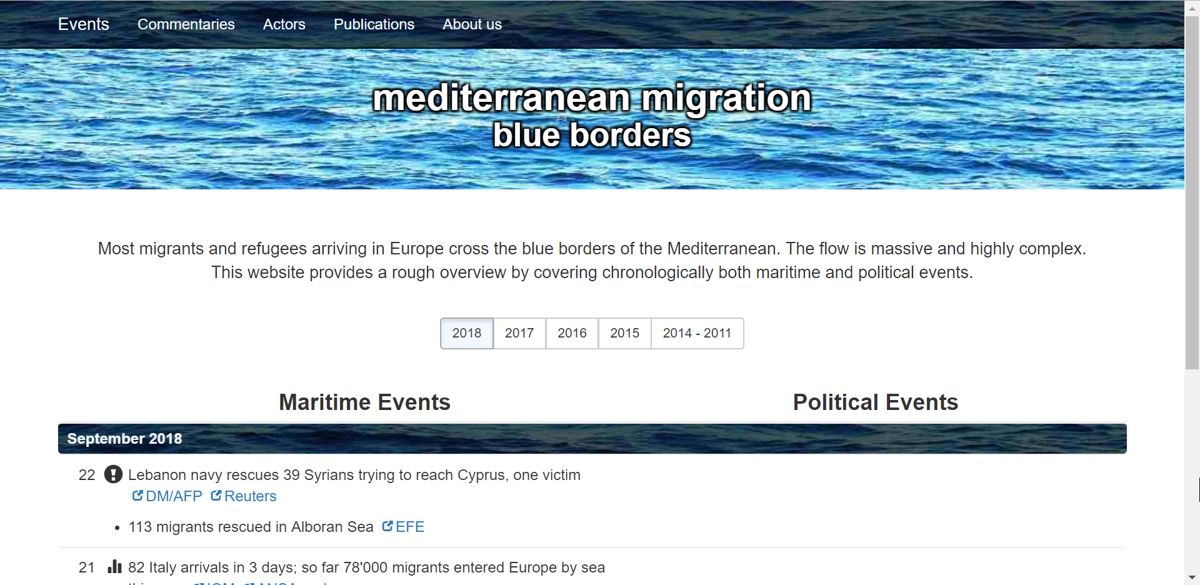 Events Commentaries Actors Publications About us
mediterranean migration
blue borders
Most migrants and refugees arriving in Europe cross the blue borders of the Mediterranean. The flow is massive and highly complex.
This website provides a rough overview by covering chronologically both maritime and political events.
2018 2017 2016 2015 2014 - 2011
Maritime Events Political Events
September 2018
22 Lebanon navy rescues 39 Syrians trying to reach Cyprus, one victim
DM/AFP Reuters
• 113 migrants rescued in Alboran Sea EFE
21 82 Italy arrivals in 3 days; so far 78'000 migrants entered Europe by sea